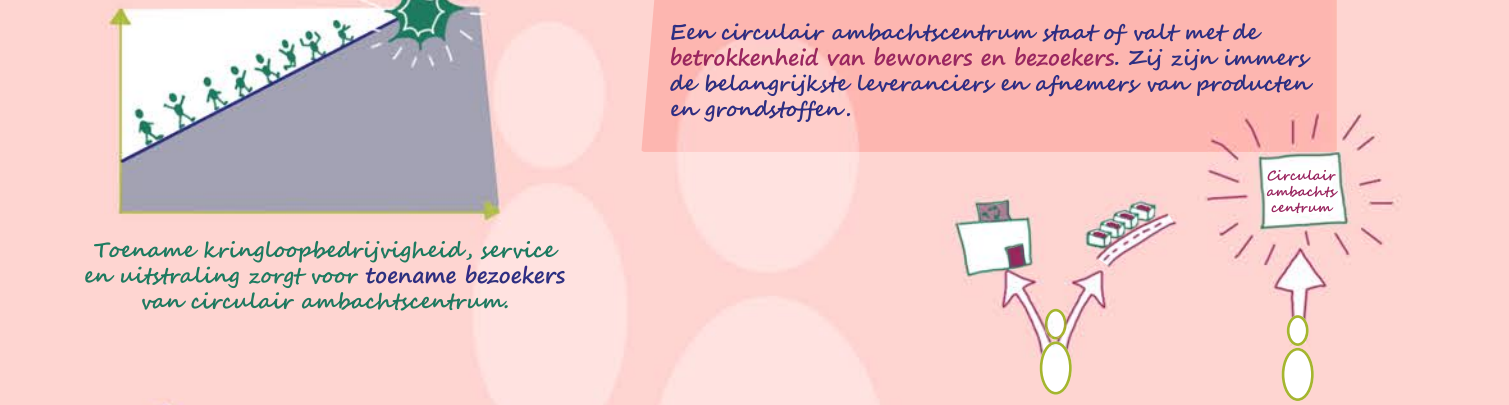 Een circulair ambachtscentrum staat of valt met de
betrokkenheid van bewoners en bezoekers. Zij zijn immers
de belangrijkste leveranciers en afnemers van producten
en grondstoffen.
Circulair
ambachts
centrum
Toename kringloopbedrijvigheid, service
en uitstraling zorgt voor toename bezoekers
van circulair ambachtscentrum.